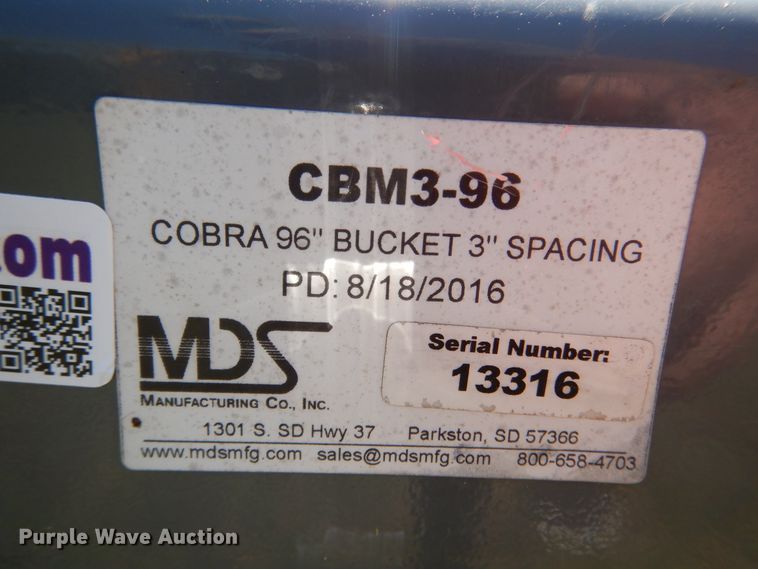 CBM3-96
COBRA 96" BUCKET 3" SPACING
PD: 8/18/2016
MDS
MANUFACTURING CO., INC.
Serial Number:
13316
1301 S. SD Hwy 37 Parkston, SD 57366
www.mdsmfg.com sales@mdsmfg.com 800-658-4703
.com
Purple Wave Auction